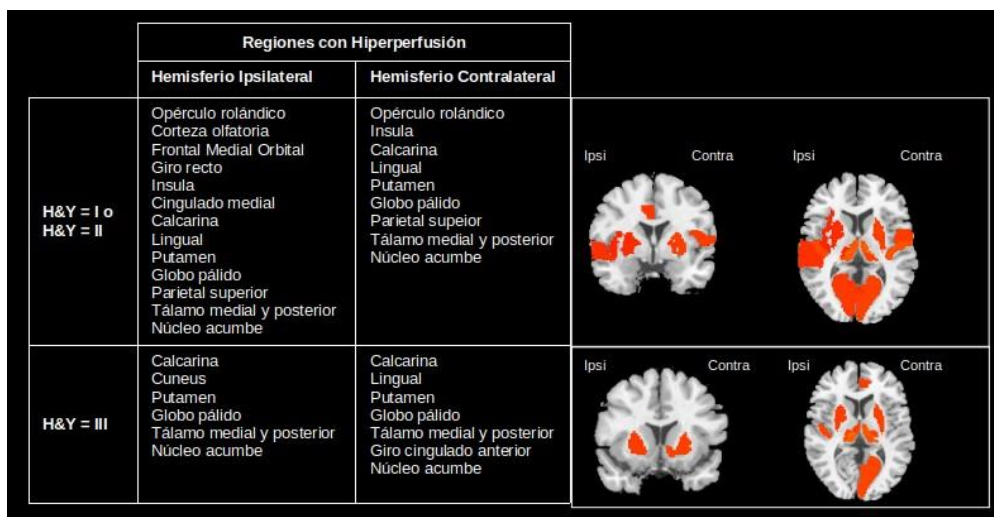 Regiones con Hiperperfusión
Hemisferio Ipsilateral
Hemisferio Contralateral
H&Y = I o
H&Y = II
Opérculo rolándico
Corteza olfatoria
Frontal Medial Orbital
Giro recto
Insula
Cingulado medial
Calcarina
Lingual
Putamen
Globo pálido
Parietal superior
Tálamo medial y posterior
Núcleo acumbe
Opérculo rolándico
Insula
Calcarina
Lingual
Putamen
Globo pálido
Parietal supeior
Tálamo medial y posterior
Núcleo acumbe
Ipsi
Contra
Ipsi
Contra
H&Y = III
Calcarina
Cuneus
Putamen
Globo pálido
Tálamo medial y posterior
Núcleo acumbe
Calcarina
Lingual
Putamen
Globo pálido
Tálamo medial y posterior
Giro cingulado anterior
Núcleo acumbe
Ipsi
Contra
Ipsi
Contra